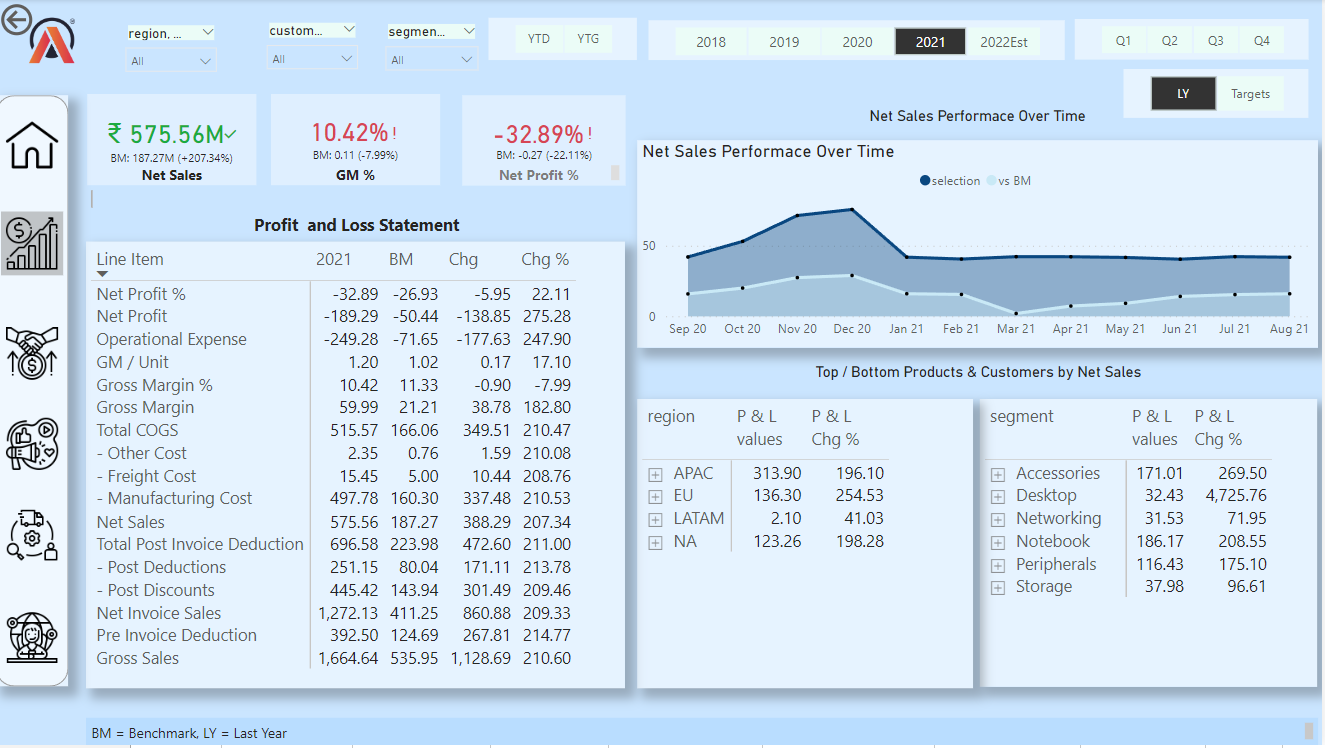 region, ...
All
custom...
All
segmen...
All
YTD YTG
2018 2019 2020 2021 2022Est
Q1 Q2 Q3 Q4
LY Targets
₹ 575.56M✓
BM: 187.27M (+207.34%)
Net Sales
10.42%!
BM: 0.11 (-7.99%)
GM %
-32.89%!
BM: -0.27 (-22.11%)
Net Profit %
Net Sales Performace Over Time
Net Sales Performace Over Time
selection vs BM
50
0
Sep 20 Oct 20 Nov 20 Dec 20 Jan 21 Feb 21 Mar 21 Apr 21 May 21 Jun 21 Jul 21 Aug 21
Profit and Loss Statement
Line Item 2021 BM Chg Chg %
Net Profit % -32.89 -26.93 -5.95 22.11
Net Profit -189.29 -50.44 -138.85 275.28
Operational Expense -249.28 -71.65 -177.63 247.90
GM / Unit 1.20 1.02 0.17 17.10
Gross Margin % 10.42 11.33 -0.90 -7.99
Gross Margin 59.99 21.21 38.78 182.80
Total COGS 515.57 166.06 349.51 210.47
- Other Cost 2.35 0.76 1.59 210.08
- Freight Cost 15.45 5.00 10.44 208.76
- Manufacturing Cost 497.78 160.30 337.48 210.53
Net Sales 575.56 187.27 388.29 207.34
Total Post Invoice Deduction 696.58 223.98 472.60 211.00
- Post Deductions 251.15 80.04 171.11 213.78
- Post Discounts 445.42 143.94 301.49 209.46
Net Invoice Sales 1,272.13 411.25 860.88 209.33
Pre Invoice Deduction 392.50 124.69 267.81 214.77
Gross Sales 1,664.64 535.95 1,128.69 210.60
Top / Bottom Products & Customers by Net Sales
region P & L values P & L Chg %
APAC 313.90 196.10
EU 136.30 254.53
LATAM 2.10 41.03
NA 123.26 198.28
segment P & L values P & L Chg %
Accessories 171.01 269.50
Desktop 32.43 4,725.76
Networking 31.53 71.95
Notebook 186.17 208.55
Peripherals 116.43 175.10
Storage 37.98 96.61
BM = Benchmark, LY = Last Year